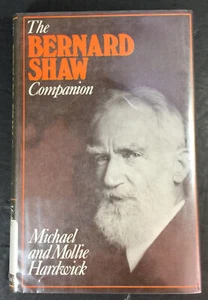 The
BERNARD
SHAW
Companion
Michael
and Mollie
Hardwick